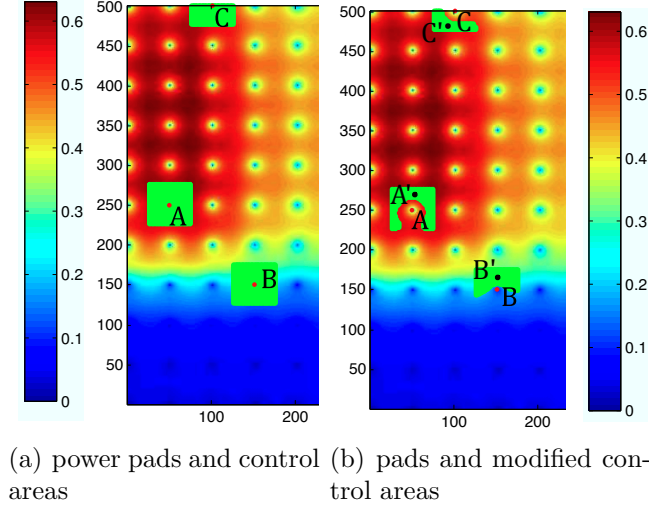 0.6
0.5
0.4
0.3
0.2
0.1
0
500
450
400
350
300
250
200
150
100
50
100 200
C
A
B
500
450
400
350
300
250
200
150
100
50
100 200
C
C'
A'
A
B'
B
0.6
0.5
0.4
0.3
0.2
0.1
0
(a) power pads and control
areas
(b) pads and modified con-
trol areas